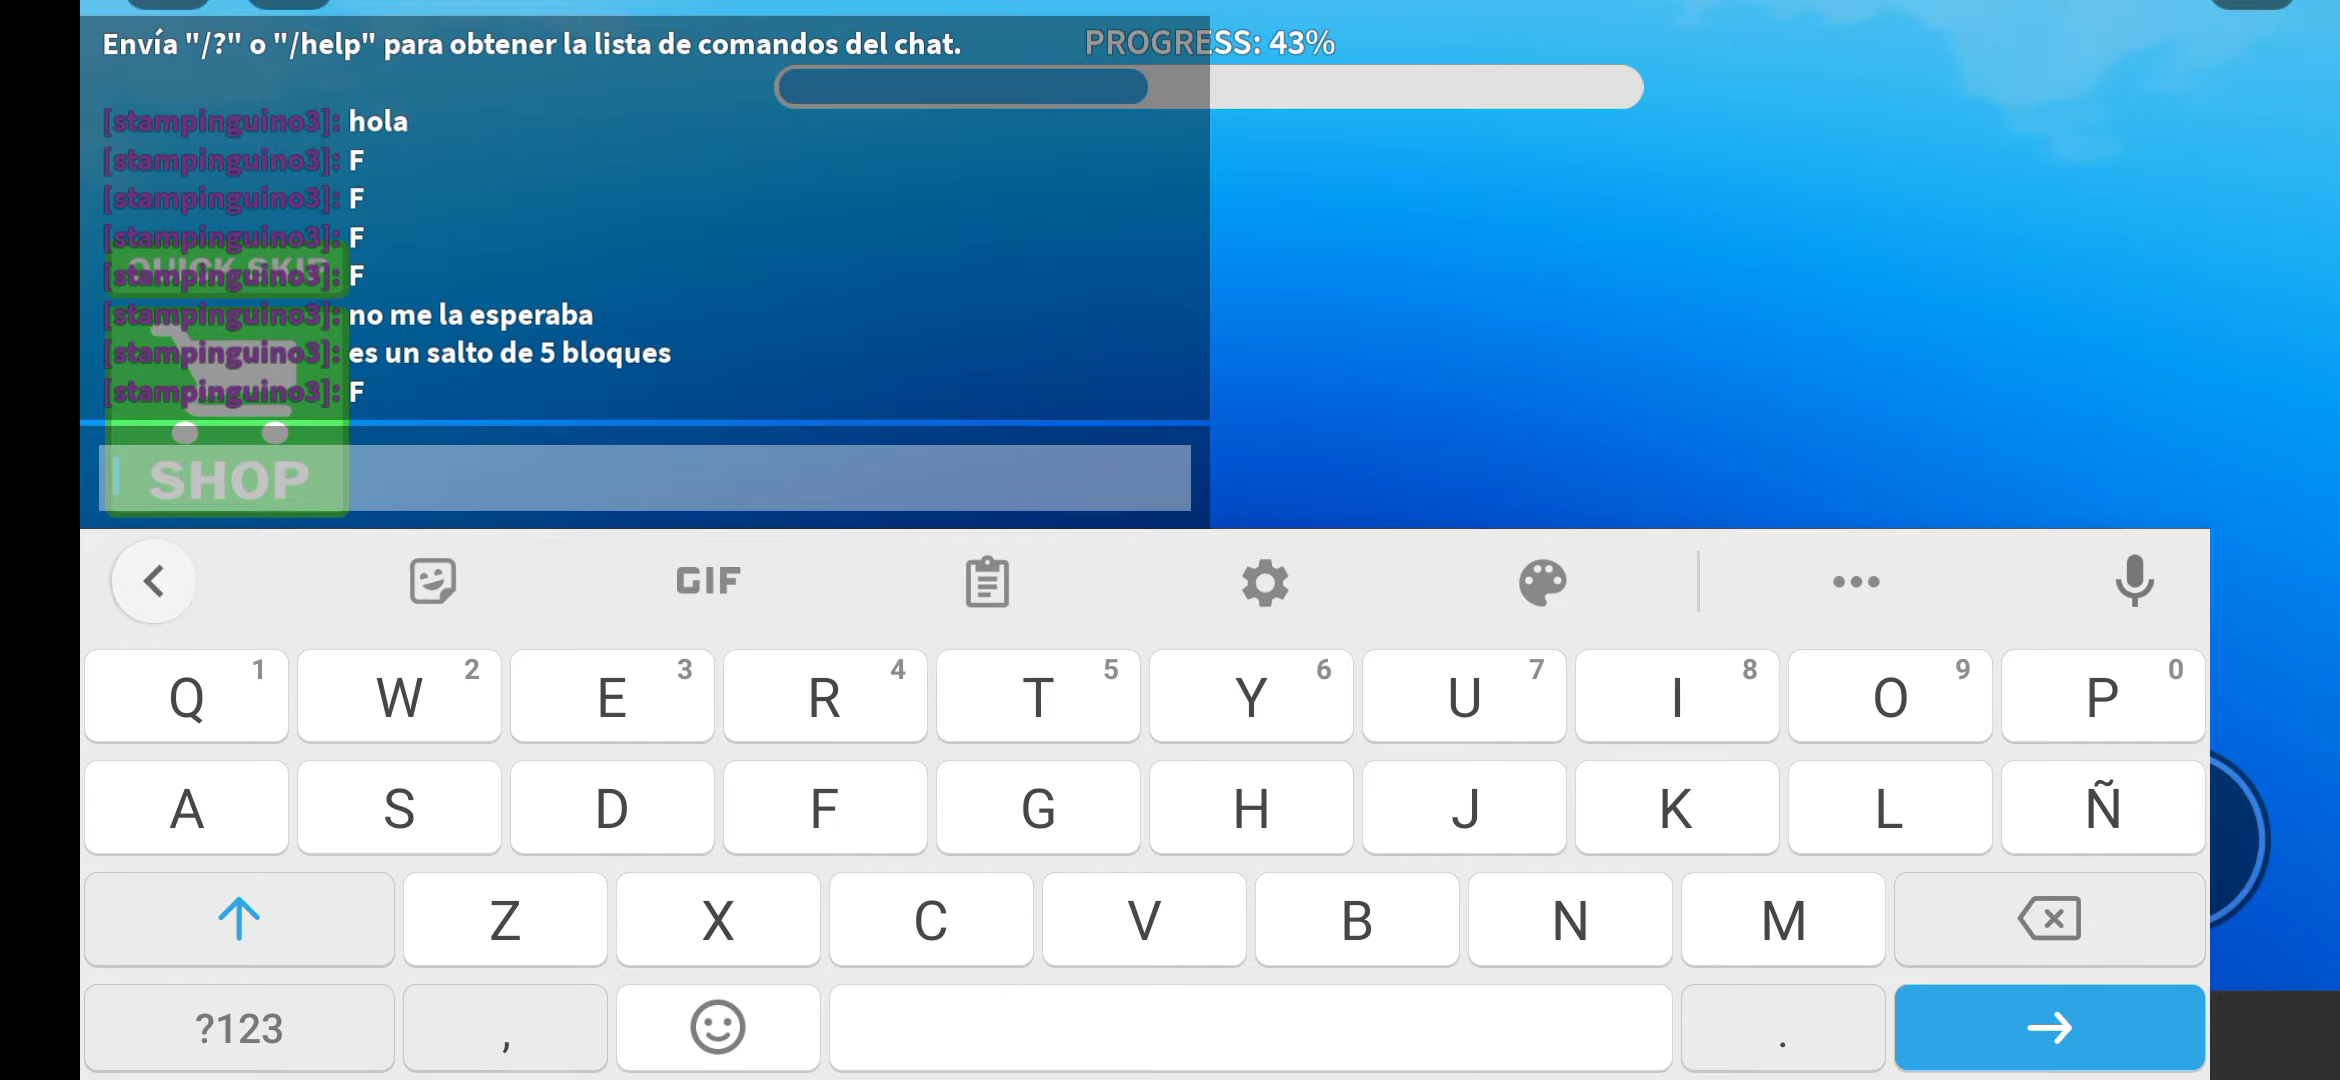 Envía "/?" o "/help" para obtener la lista de comandos del chat.
PROGRESS: 43%
[stampinguino3]: hola
[stampinguino3]: F
[stampinguino3]: F
[stampinguino3]: F
QUICK SKIP
[stampinguino3]: F
[stampinguino3]: no me la esperaba
[stampinguino3]: es un salto de 5 bloques
[stampinguino3]: F
SHOP
GIF
Q 1 W 2 E 3 R 4 T 5 Y 6 U 7 I 8 O 9 P 0
A S D F G H J K L Ñ
Z X C V B N M
?123 , .